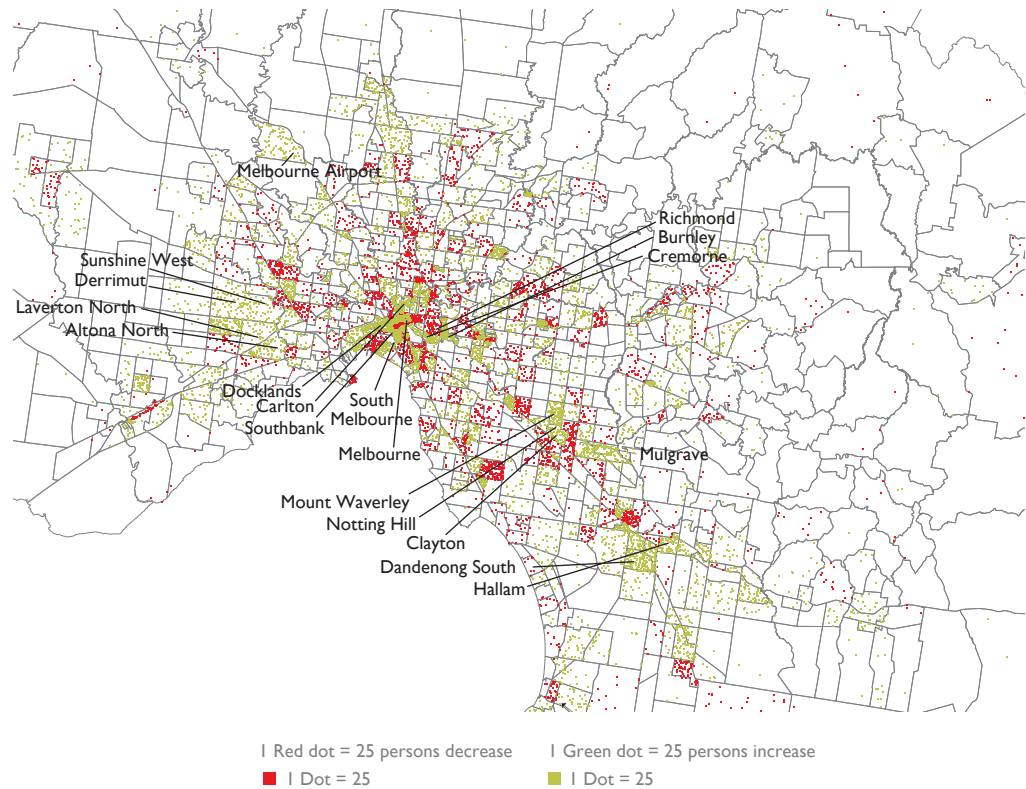 Melbourne Airport
Richmond
Burnley
Cremorne
Sunshine West
Derrimut
Laverton North
Altona North
Docklands
Carlton
Southbank
South
Melbourne
Melbourne
Mulgrave
Mount Waverley
Notting Hill
Clayton
Dandenong South
Hallam
1 Red dot = 25 persons decrease
1 Green dot = 25 persons increase
1 Dot = 25
1 Dot = 25